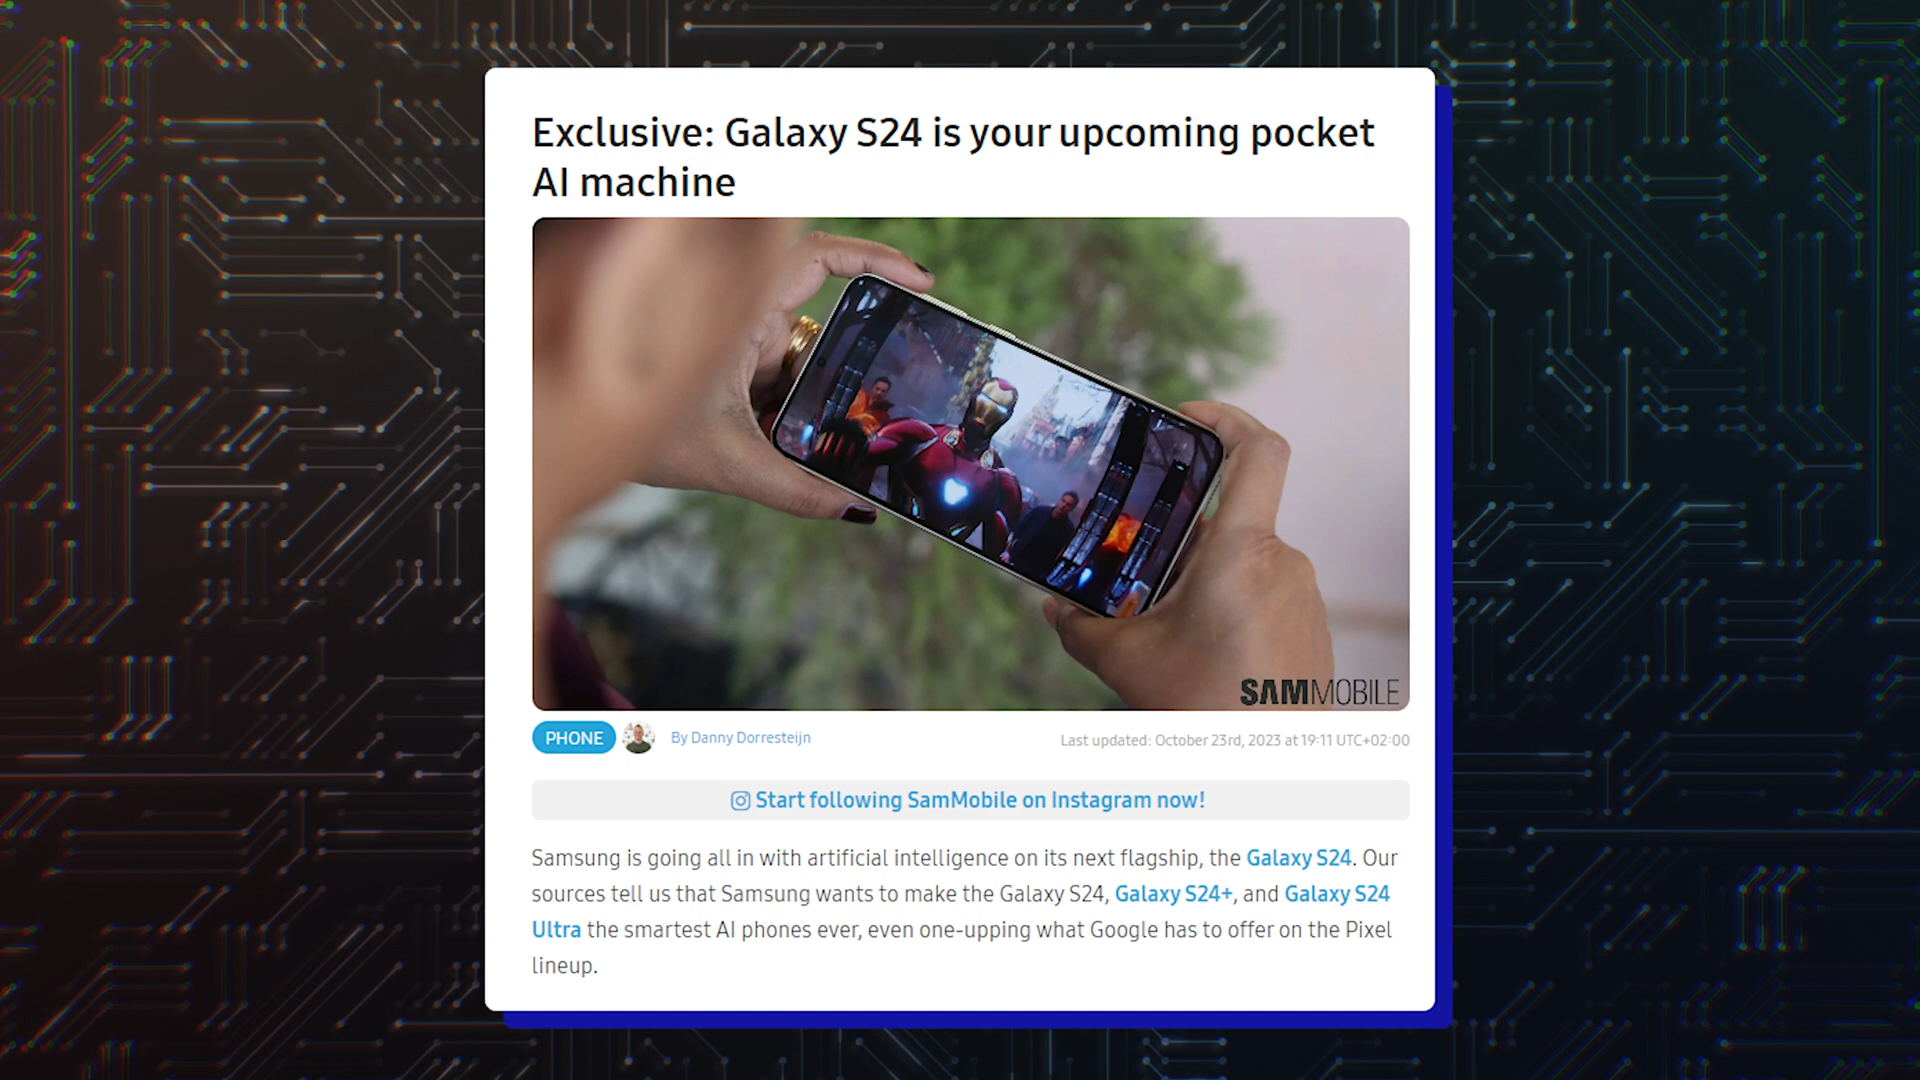 Exclusive: Galaxy S24 is your upcoming pocket
AI machine
SAMMOBILE
PHONE
By Danny Dorresteijn
Last updated: October 23rd, 2023 at 19:11 UTC+02:00
Start following SamMobile on Instagram now!
Samsung is going all in with artificial intelligence on its next flagship, the Galaxy S24. Our
sources tell us that Samsung wants to make the Galaxy S24, Galaxy S24+, and Galaxy S24
Ultra the smartest AI phones ever, even one-upping what Google has to offer on the Pixel
lineup.